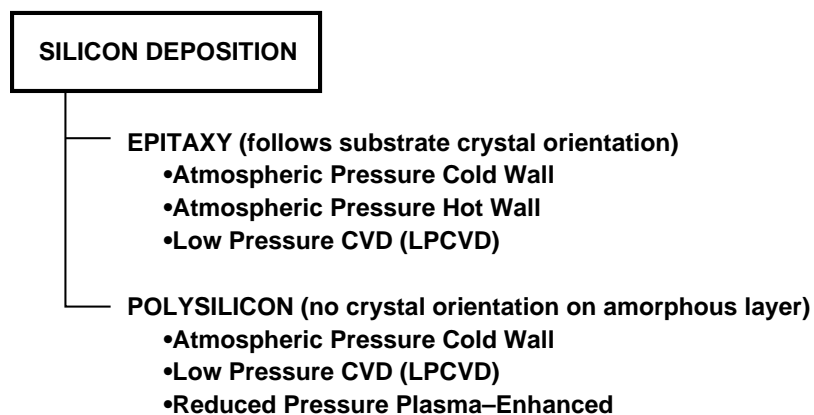 SILICON DEPOSITION
EPITAXY (follows substrate crystal orientation)
•Atmospheric Pressure Cold Wall
•Atmospheric Pressure Hot Wall
•Low Pressure CVD (LPCVD)
POLYSILICON (no crystal orientation on amorphous layer)
•Atmospheric Pressure Cold Wall
•Low Pressure CVD (LPCVD)
•Reduced Pressure Plasma–Enhanced